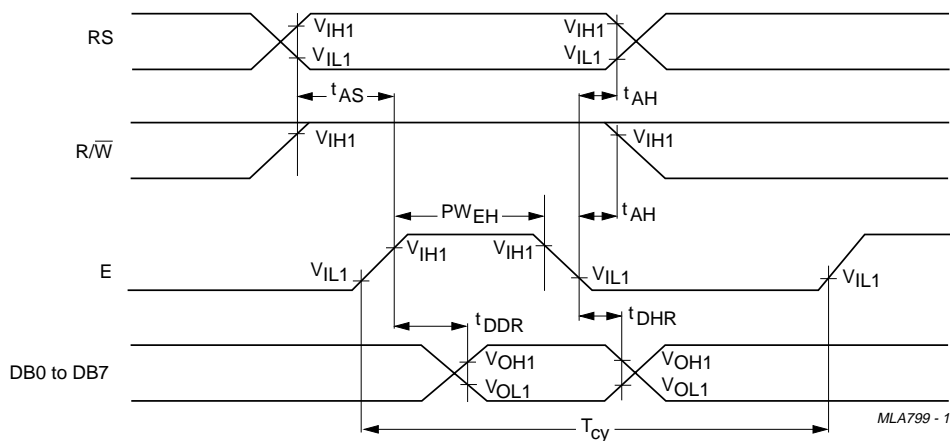 RS
VIH1
VIL1
VIH1
VIL1
tAS
tAH
R/W̅
VIH1
VIH1
PWEH
tAH
E
VIL1
VIH1
VIH1
VIL1
VIL1
tDDR
tDHR
DB0 to DB7
VOH1
VOL1
VOH1
VOL1
Tcy
MLA799 - 1